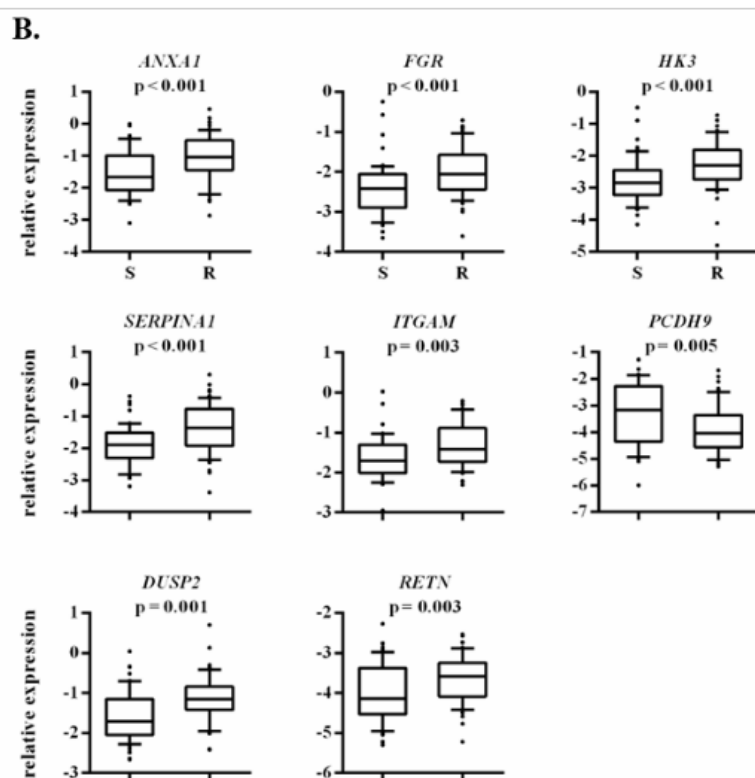 B.
ANXA1
p<0.001
relative expression
1
0
-1
-2
-3
-4
S
R
FGR
p<0.001
0
-1
-2
-3
-4
S
R
HK3
p<0.001
0
-1
-2
-3
-4
-5
S
R
SERPINA1
p<0.001
relative expression
1
0
-1
-2
-3
-4
ITGAM
p= 0.003
1
0
-1
-2
-3
PCDH9
p= 0.005
-1
-2
-3
-4
-5
-6
-7
DUSP2
p= 0.001
relative expression
1
0
-1
-2
-3
RETN
p= 0.003
-2
-3
-4
-5
-6